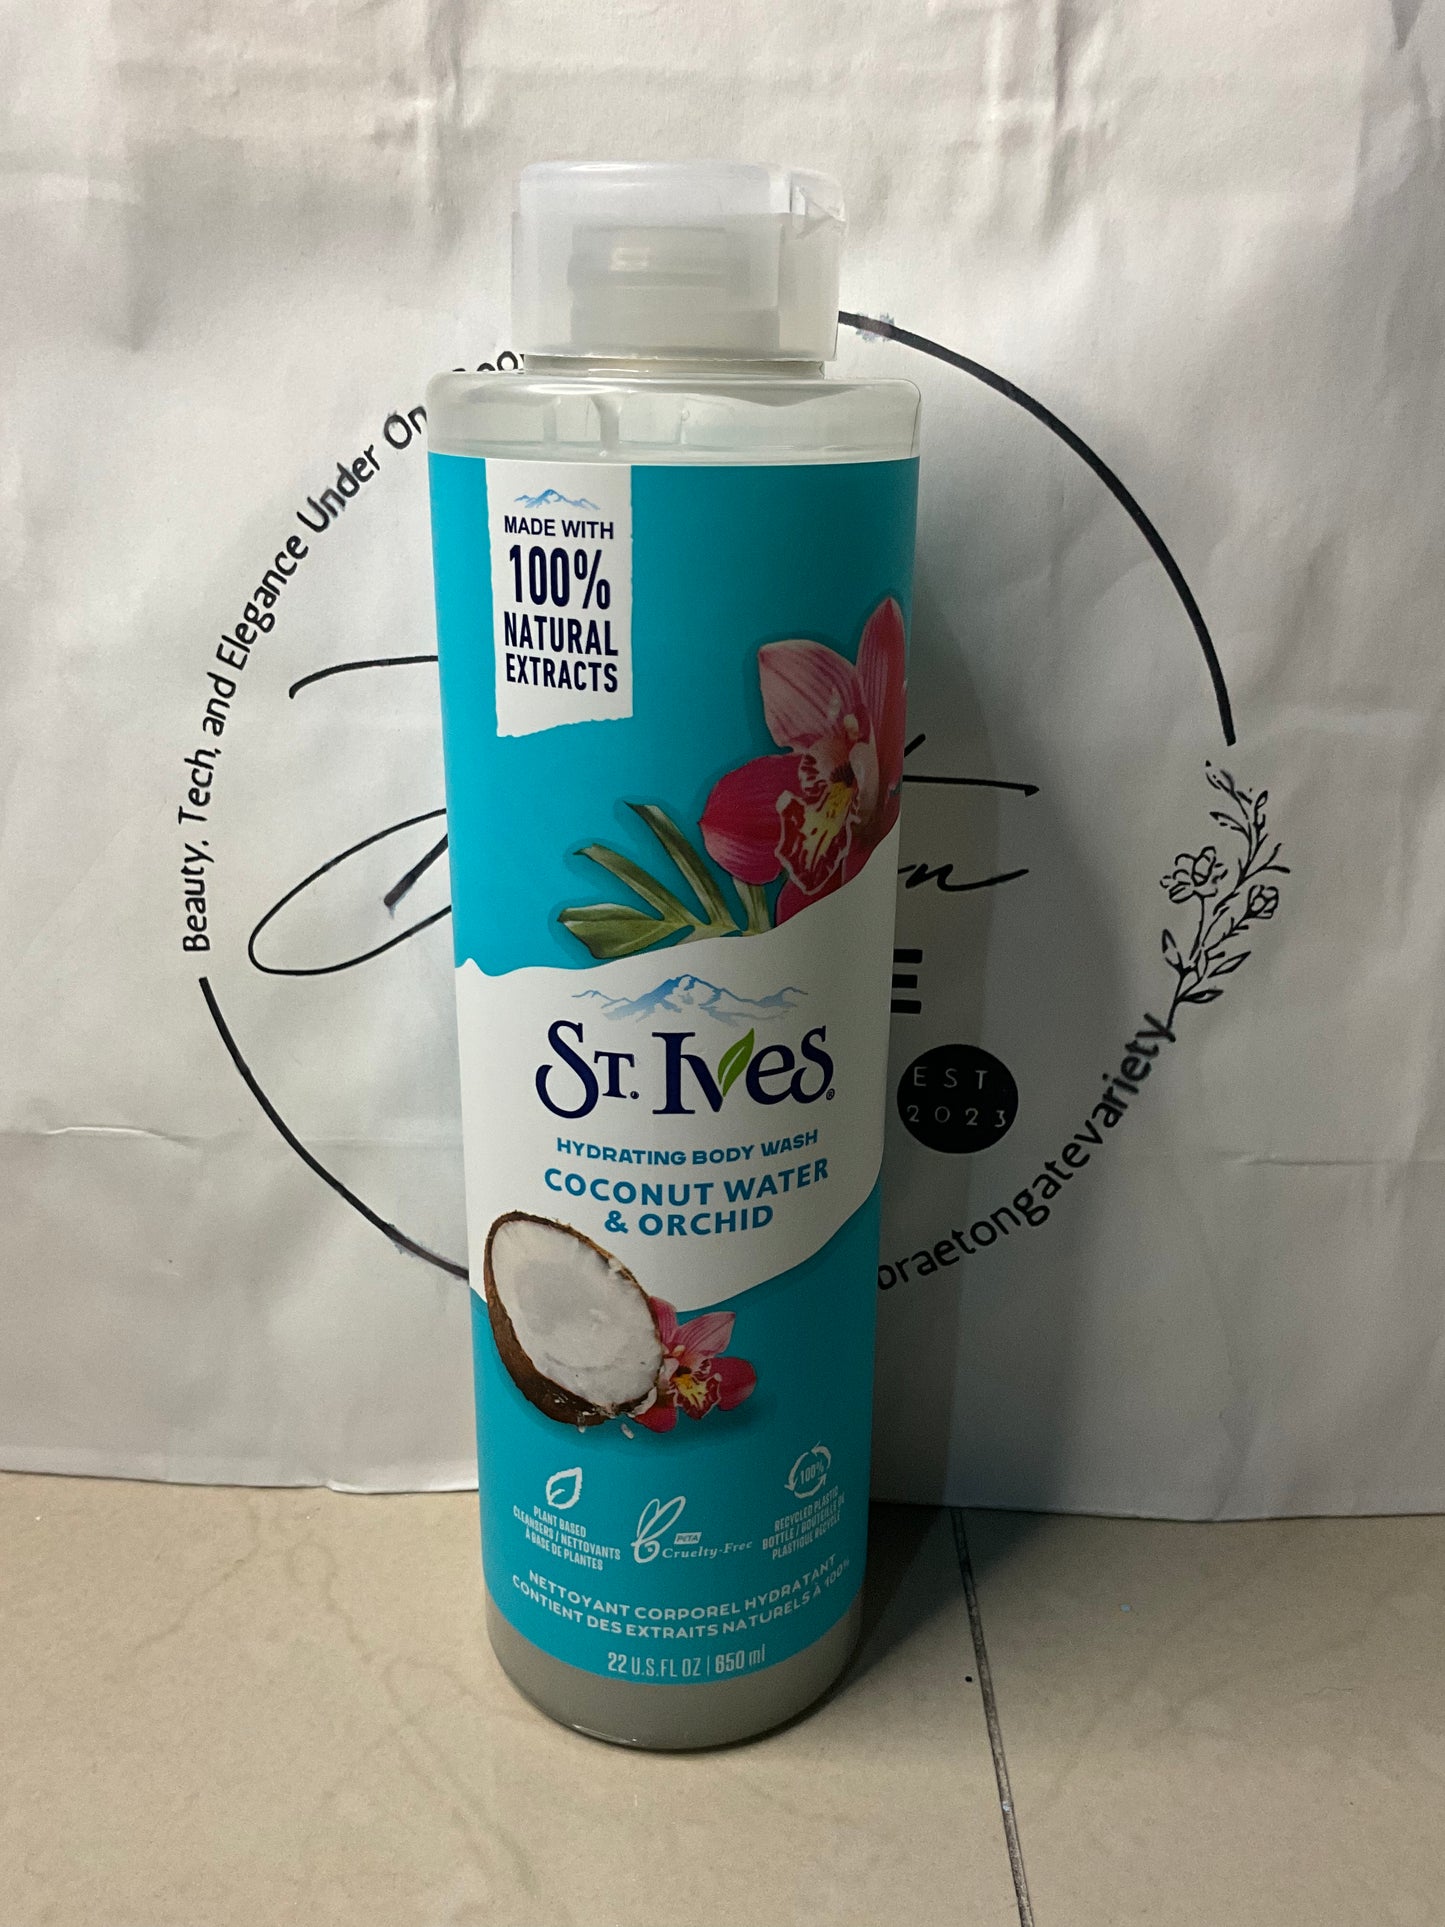 MADE WITH
100%
NATURAL
EXTRACTS
ST. Ives®
HYDRATING BODY WASH
COCONUT WATER
& ORCHID
PLANT BASED
CLEANSERS / NETTOYANTS
À BASE DE PLANTES
PETA
Cruelty-Free
100%
RECYCLED PLASTIC
BOTTLE / BOUTEILLE DE
PLASTIQUE RECYCLÉ
NETTOYANT CORPOREL HYDRATANT
CONTIENT DES EXTRAITS NATURELS À 100%
22 U.S.FL OZ | 650 ml
Beauty, Tech, and Elegance Under On
EST.
2023
braetongatevariety